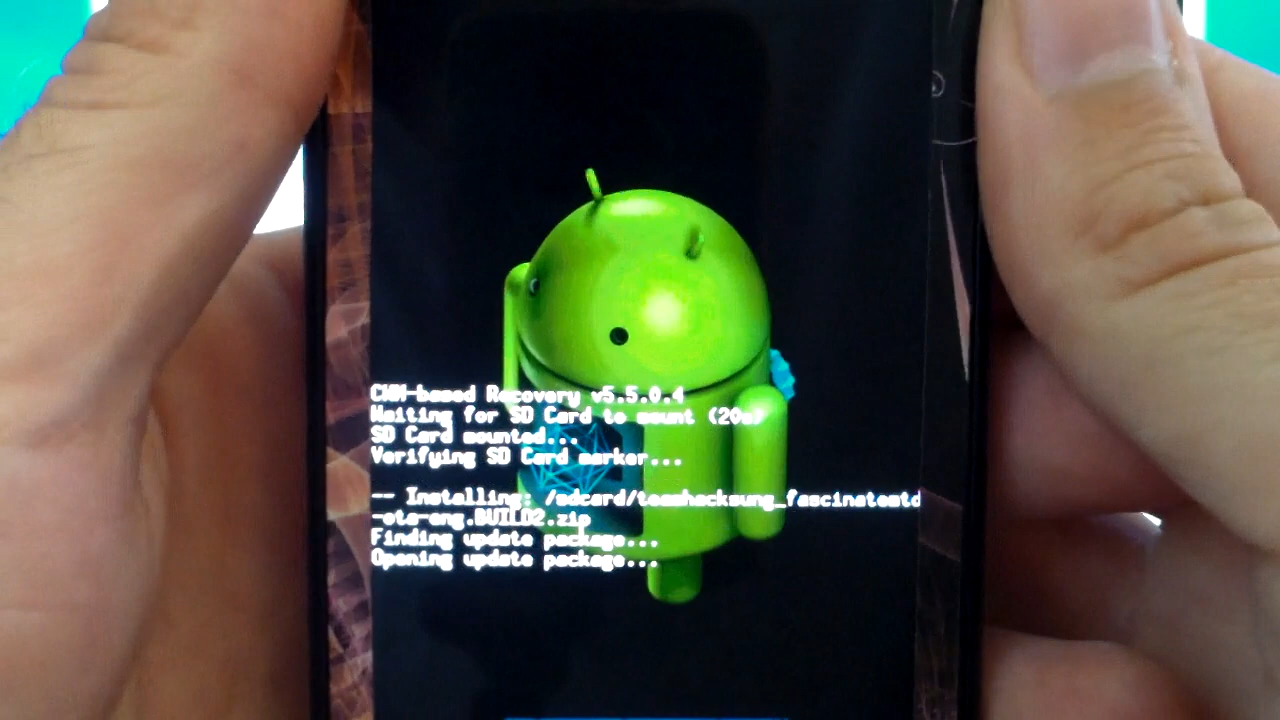 CWM-based Recovery v5.5.0.4
Waiting for SD Card to mount (20s)
SD Card mounted...
Verifying SD Card marker...
-- Installing: /sdcard/teamhacksung_fascinatemtd
-ota-eng.BUILD2.zip
Finding update package...
Opening update package...